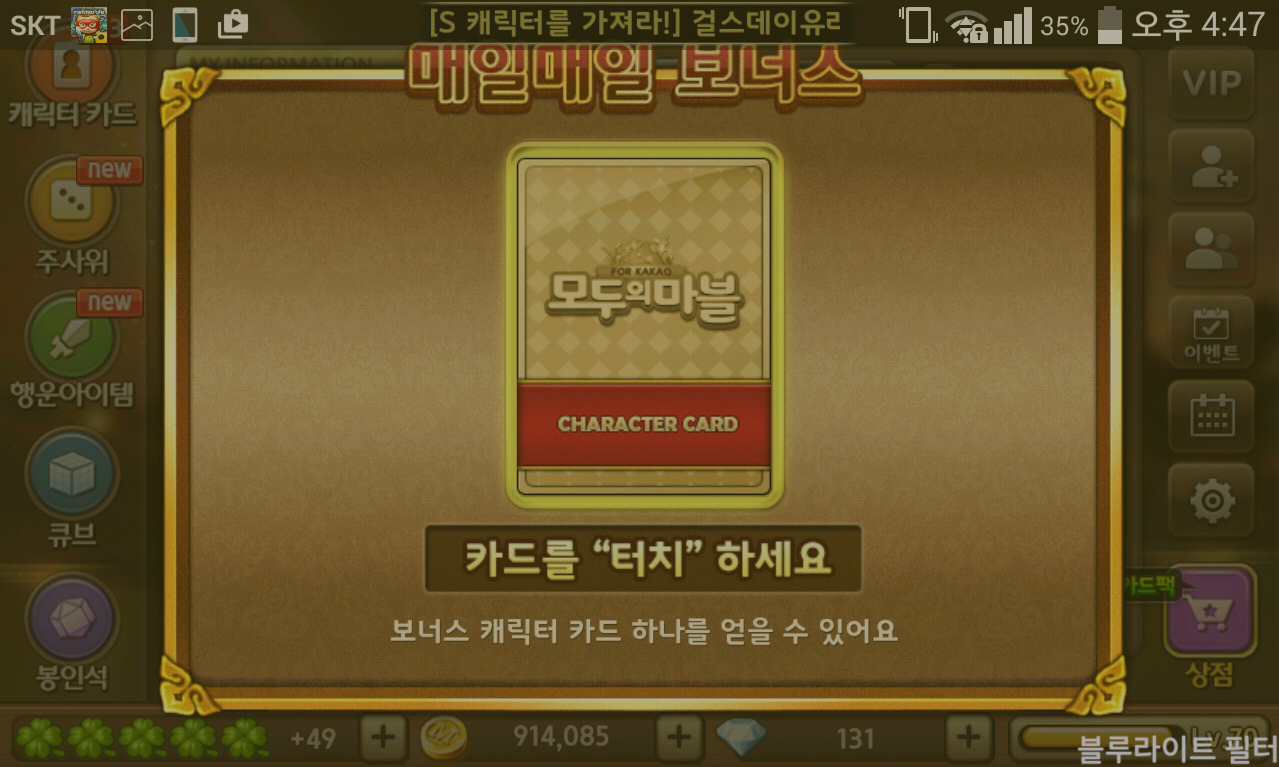 SKT
[S 캐릭터를 가져라!] 걸스데이유라
35%
오후 4:47
MY INFORMATION
매일매일 보너스
캐릭터 카드
new
주사위
new
행운아이템
큐브
봉인석
FOR KAKAO
모두의마블
CHARACTER CARD
카드를 “터치” 하세요
보너스 캐릭터 카드 하나를 얻을 수 있어요
VIP
이벤트
카드팩
상점
+49
914,085
131
블루라이트 필터